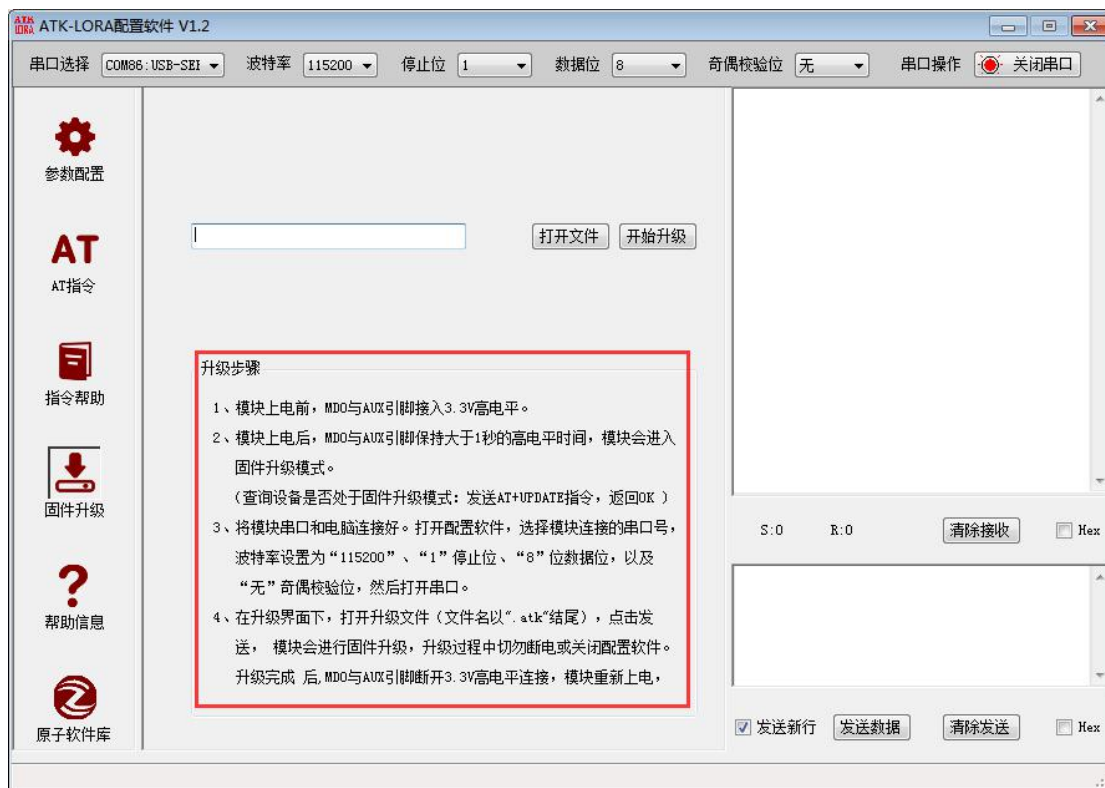 ATK LORA ATK-LORA配置软件 V1.2
串口选择 COM86:USB-SEI 波特率 115200 停止位 1 数据位 8 奇偶校验位 无 串口操作 关闭串口
参数配置
AT
AT指令
指令帮助
固件升级
帮助信息
原子软件库
打开文件 开始升级
升级步骤
1、模块上电前，MD0与AUX引脚接入3.3V高电平。
2、模块上电后，MD0与AUX引脚保持大于1秒的高电平时间，模块会进入
固件升级模式。
（查询设备是否处于固件升级模式：发送AT+UPDATE指令，返回OK ）
3、将模块串口和电脑连接好。打开配置软件，选择模块连接的串口号，
波特率设置为“115200”、“1”停止位、“8”位数据位，以及
“无”奇偶校验位，然后打开串口。
4、在升级界面下，打开升级文件（文件名以“.atk“结尾），点击发
送， 模块会进行固件升级，升级过程中切勿断电或关闭配置软件。
升级完成 后,MD0与AUX引脚断开3.3V高电平连接，模块重新上电，
S:0 R:0 清除接收 Hex
发送新行 发送数据 清除发送 Hex